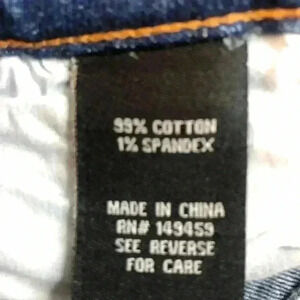 99% COTTON
1% SPANDEX
MADE IN CHINA
RN# 149459
SEE REVERSE
FOR CARE